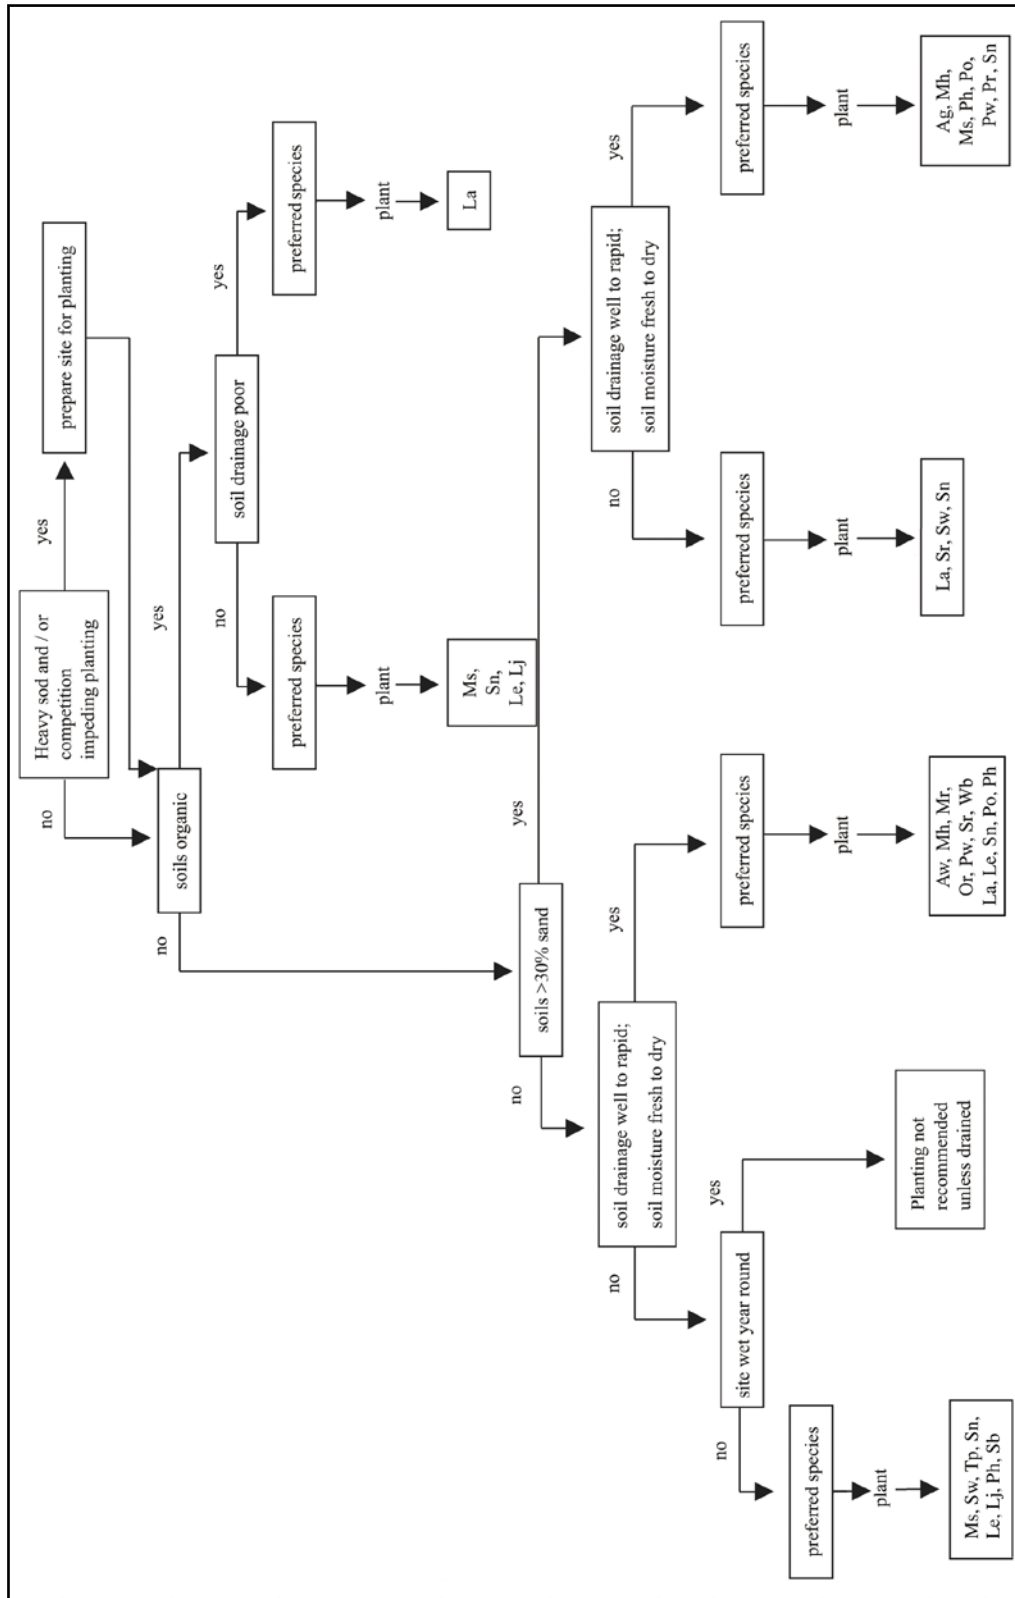 Heavy sod and / or
competition
impeding planting
no
yes
prepare site for planting
soils organic
no
yes
soil drainage poor
no
yes
preferred species
plant
Ms,
Sn,
Le, Lj
preferred species
plant
La
soils >30% sand
no
yes
soil drainage well to rapid;
soil moisture fresh to dry
no
yes
site wet year round
no
yes
preferred species
plant
Ms, Sw, Tp, Sn,
Le, Lj, Ph, Sb
Planting not
recommended
unless drained
preferred species
plant
Aw, Mh, Mr,
Or, Pw, Sr, Wb
La, Le, Sn, Po, Ph
soil drainage well to rapid;
soil moisture fresh to dry
no
yes
preferred species
plant
La, Sr, Sw, Sn
preferred species
plant
Ag, Mh,
Ms, Ph, Po,
Pw, Pr, Sn